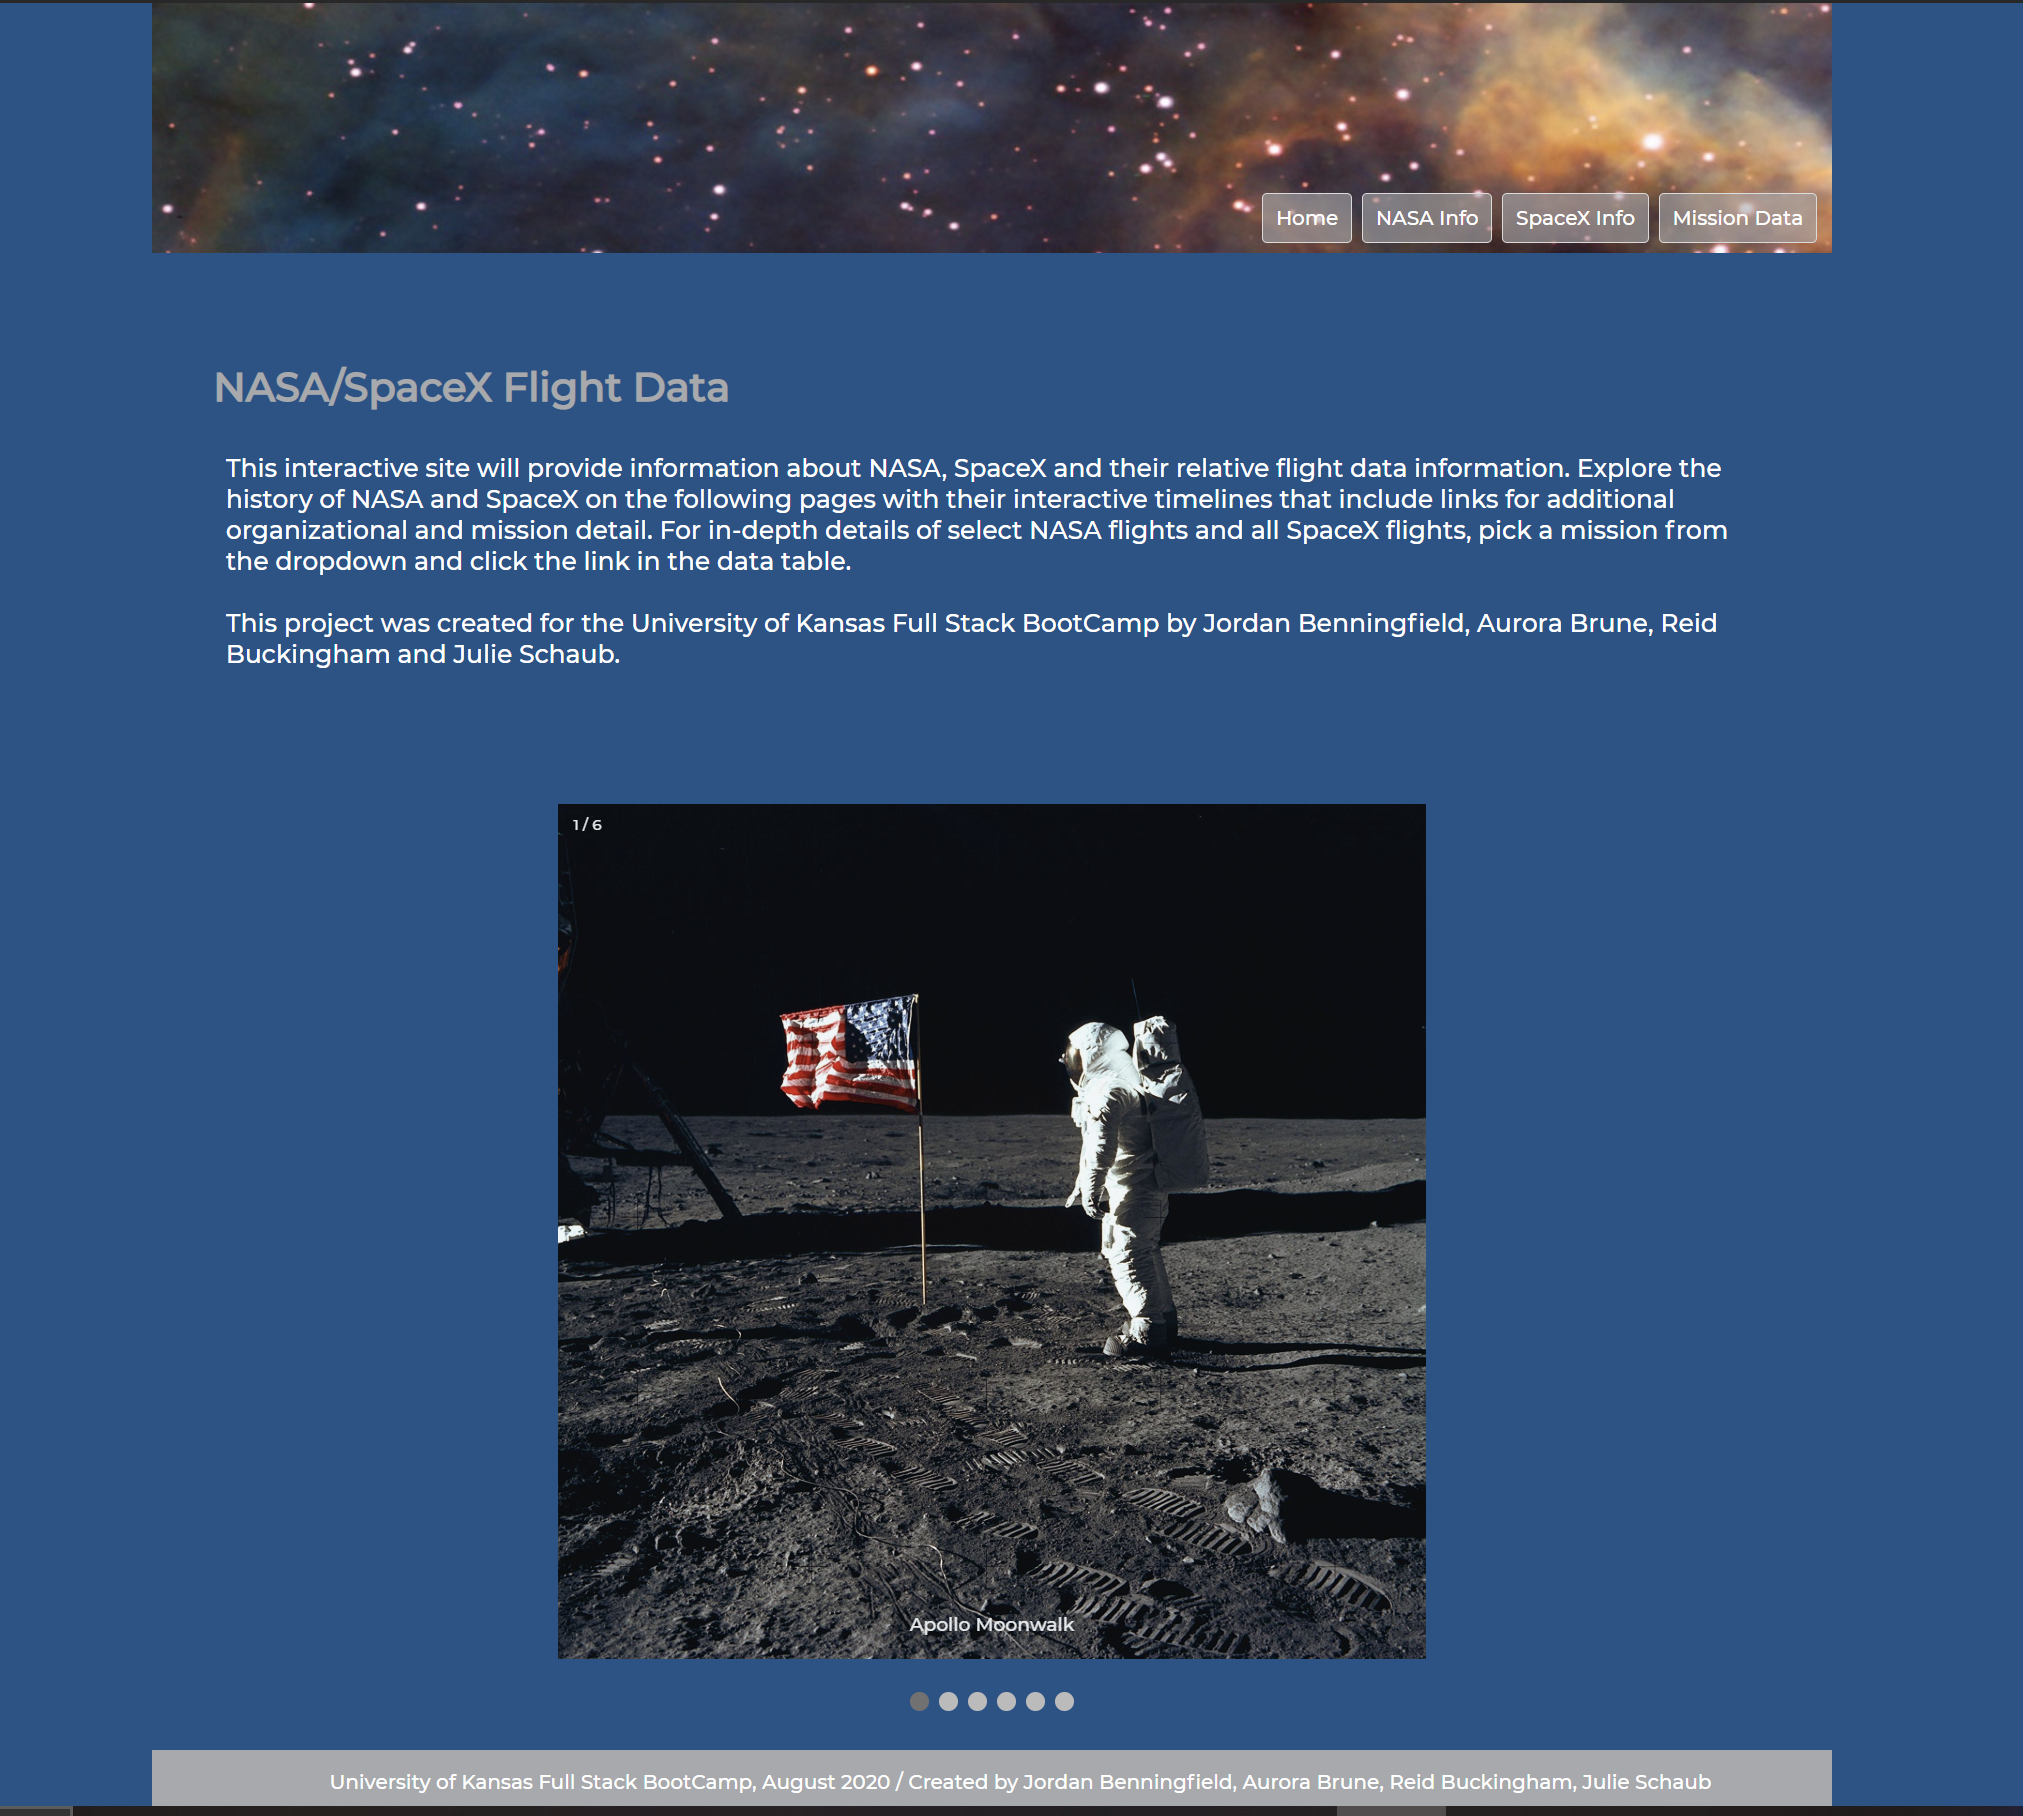 Home
NASA Info
SpaceX Info
Mission Data
NASA/SpaceX Flight Data
This interactive site will provide information about NASA, SpaceX and their relative flight data information. Explore the
history of NASA and SpaceX on the following pages with their interactive timelines that include links for additional
organizational and mission detail. For in-depth details of select NASA flights and all SpaceX flights, pick a mission from
the dropdown and click the link in the data table.
This project was created for the University of Kansas Full Stack BootCamp by Jordan Benningfield, Aurora Brune, Reid
Buckingham and Julie Schaub.
1 / 6
Apollo Moonwalk
University of Kansas Full Stack BootCamp, August 2020 / Created by Jordan Benningfield, Aurora Brune, Reid Buckingham, Julie Schaub